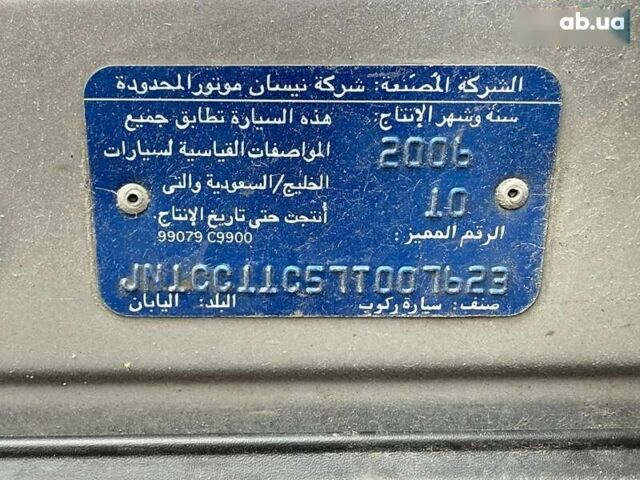 ab.ua
الشركة المصنعه: شركة نيسان موتور المحدودة
سنة وشهر الإنتاج:
2006
10
الرقم المميز:
هذه السيارة تطابق جميع
المواصفات القياسية لسيارات
الخليج/السعودية والتى
أنتجت حتى تاريخ الإنتاج.
99079 C9900
JN1CC11C57T007623
صنف: سيارة ركوب
البلد: اليابان